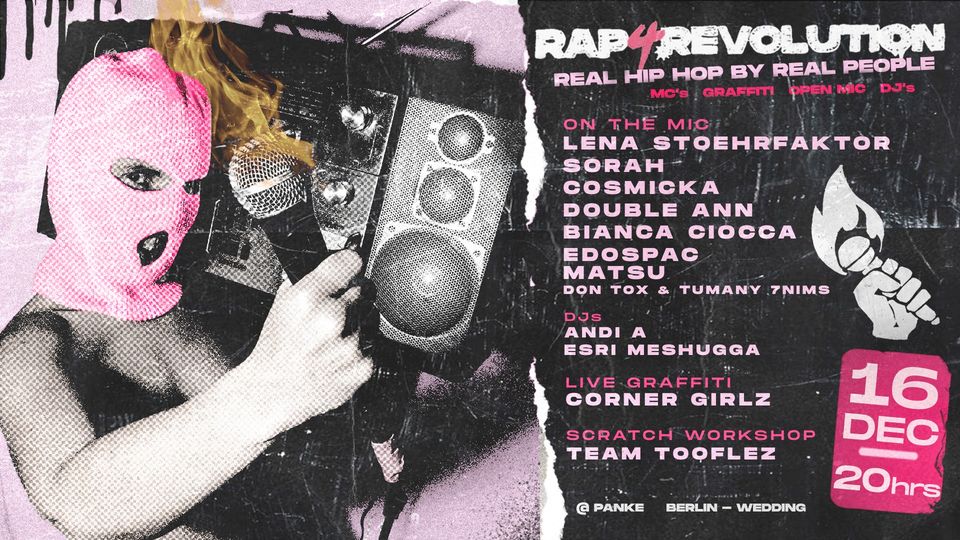 RAP4REVOLUTION
REAL HIP HOP BY REAL PEOPLE
MC's GRAFFITI OPEN MIC DJ's
ON THE MIC
LENA STOEHRFAKTOR
SORAH
COSMICKA
DOUBLE ANN
BIANCA CIOCCA
EDOSPAC
MATSU
DON TOX & TUMANY 7NIMS
DJs
ANDI A
ESRI MESHUGGA
LIVE GRAFFITI
CORNER GIRLZ
SCRATCH WORKSHOP
TEAM TOOFLEZ
16
DEC
20hrs
@ PANKE BERLIN - WEDDING